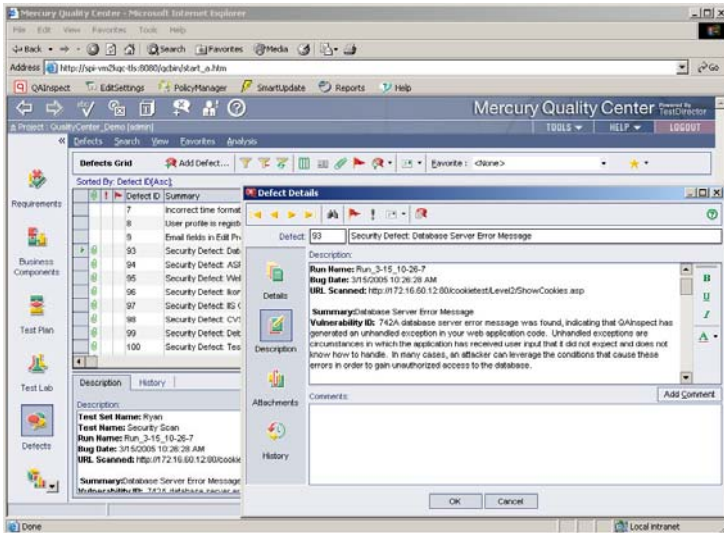 Mercury Quality Center - Microsoft Internet Explorer
File Edit View Favorites Tools Help
Back Search Favorites Media
Address http://spi-vm2kqc-tls:8080/qcbin/start_a.htm Go
QAInspect EditSettings PolicyManager SmartUpdate Reports Help
Mercury Quality Center Powered By TestDirector
Project : QualityCenter_Demo [admin] TOOLS HELP LOGOUT
Defects Search View Favorites Analysis
Defects Grid Add Defect... Favorite : <None>
Sorted By: Defect ID[Asc];
Defect ID Summary
7 Incorrect time format
8 User profile is regist
9 Email fields in Edit Pr
93 Security Defect: Dat
94 Security Defect: ASP
95 Security Defect: Wel
96 Security Defect: Ikor
97 Security Defect: IIS
98 Security Defect: CVS
99 Security Defect: Det
100 Security Defect: Tes
Requirements
Business Components
Test Plan
Test Lab
Defects
Description History
Description:
Test Set Name: Ryan
Test Name: Security Scan
Run Name: Run_3-15_10-26-7
Bug Date: 3/15/2005 10:26:28 AM
URL Scanned: http://172.16.60.12:80/cookie
Summary:Database Server Error Message
Vulnerability ID: 742A database server er
Defect Details
Defect 93 Security Defect: Database Server Error Message
Details
Description
Attachments
History
Description:
Run Name: Run_3-15_10-26-7
Bug Date: 3/15/2005 10:26:28 AM
URL Scanned: http://172.16.60.12:80/cookietest/Level2/ShowCookies.asp
Summary:Database Server Error Message
Vulnerability ID: 742A database server error message was found, indicating that QAInspect has
generated an unhandled exception in your web application code. Unhandled exceptions are
circumstances in which the application has received user input that it did not expect and does not
know how to handle. In many cases, an attacker can leverage the conditions that cause these
errors in order to gain unauthorized access to the database.
B
U
I
A
Comments:
Add Comment
OK Cancel
Done Local intranet